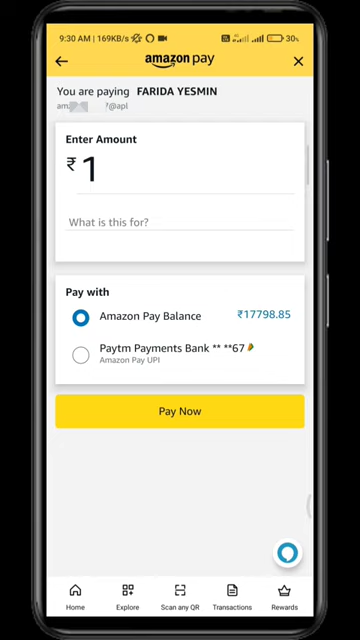 9:30 AM | 169KB/s
30%
amazon pay
You are paying FARIDA YESMIN
am @apl
Enter Amount
₹1
What is this for?
Pay with
Amazon Pay Balance ₹17798.85
Paytm Payments Bank ** **67
Amazon Pay UPI
Pay Now
Home Explore Scan any QR Transactions Rewards